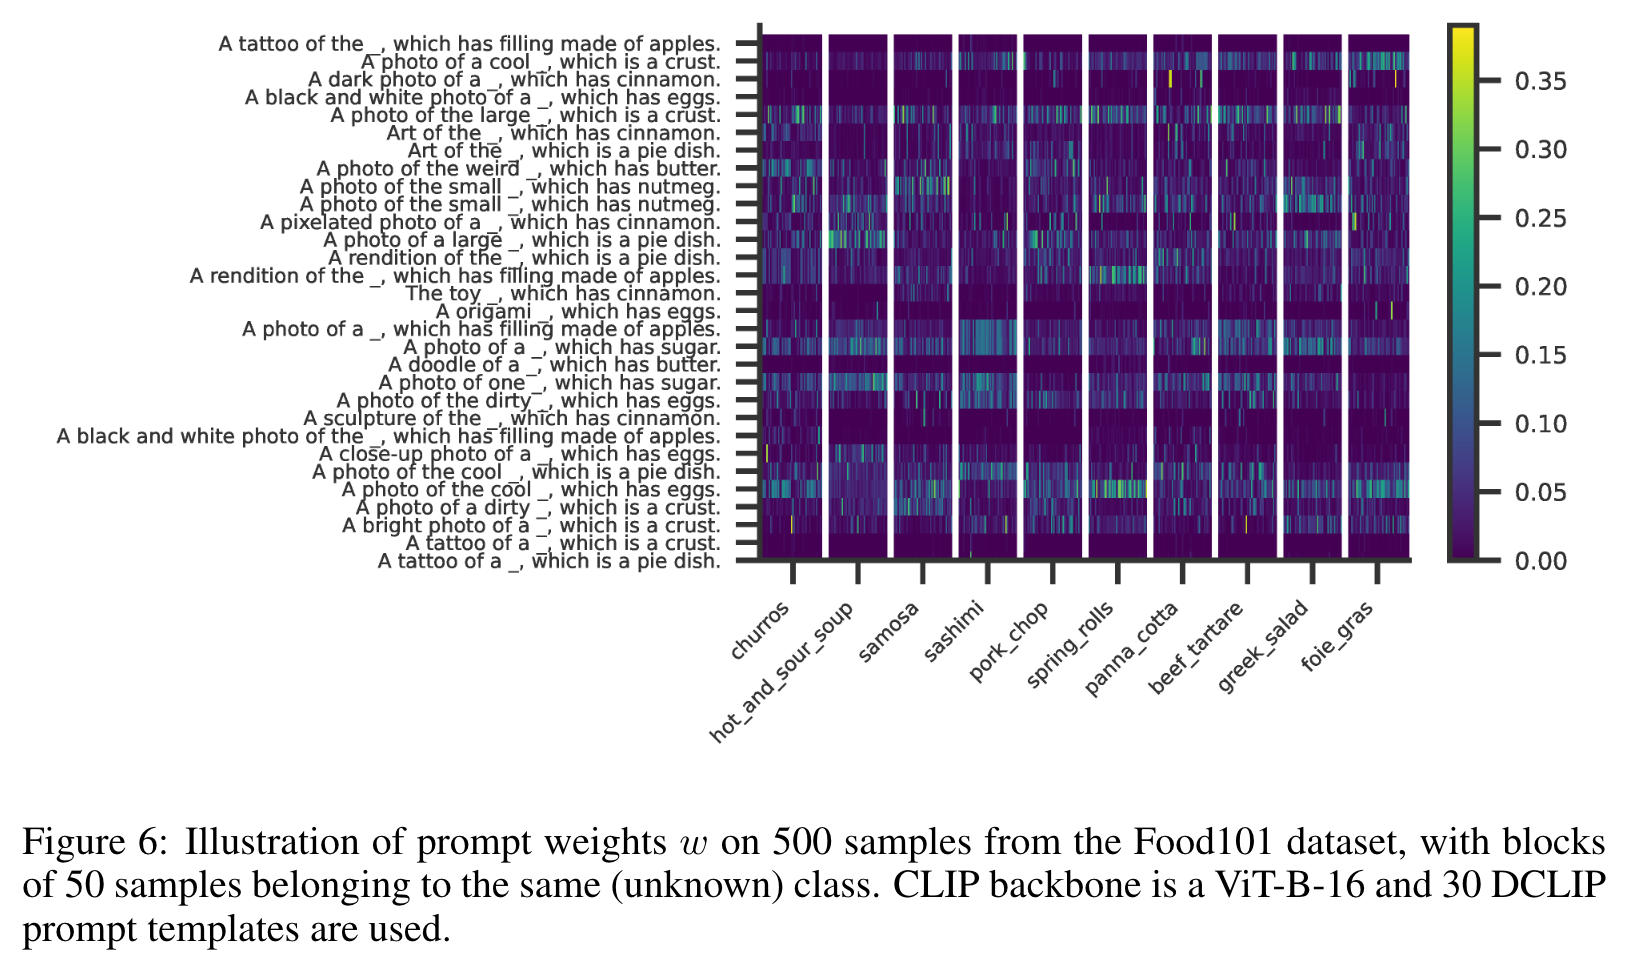 A tattoo of the _, which has filling made of apples.
A photo of a cool _, which is a crust.
A dark photo of a _, which has cinnamon.
A black and white photo of a _, which has eggs.
A photo of the large _, which is a crust.
Art of the _, which has cinnamon.
Art of the _, which is a pie dish.
A photo of the weird _, which has butter.
A photo of the small _, which has nutmeg.
A photo of the small _, which has nutmeg.
A pixelated photo of a _, which has cinnamon.
A photo of a large _, which is a pie dish.
A rendition of the _, which is a pie dish.
A rendition of the _, which has filling made of apples.
The toy _, which has cinnamon.
A origami _, which has eggs.
A photo of a _, which has filling made of apples.
A photo of a _, which has sugar.
A doodle of a _, which has butter.
A photo of one _, which has sugar.
A photo of the dirty _, which has eggs.
A sculpture of the _, which has cinnamon.
A black and white photo of the _, which has filling made of apples.
A close-up photo of a _, which has eggs.
A photo of the cool _, which is a pie dish.
A photo of the cool _, which has eggs.
A photo of a dirty _, which is a crust.
A bright photo of a _, which is a crust.
A tattoo of a _, which is a crust.
A tattoo of a _, which is a pie dish.
churros
hot_and_sour_soup
samosa
sashimi
pork_chop
spring_rolls
panna_cotta
beef_tartare
greek_salad
foie_gras
0.35
0.30
0.25
0.20
0.15
0.10
0.05
0.00
Figure 6: Illustration of prompt weights w on 500 samples from the Food101 dataset, with blocks
of 50 samples belonging to the same (unknown) class. CLIP backbone is a ViT-B-16 and 30 DCLIP
prompt templates are used.